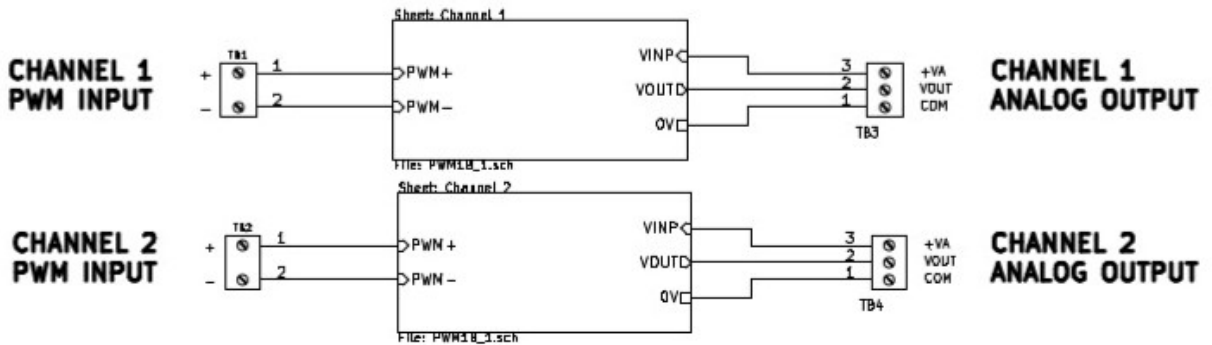 Sheet: Channel 1
CHANNEL 1
PWM INPUT
TB1
+
-
1
2
PWM+
PWM-
VINP
VOUT
0V
3
2
1
TB3
+VA
VOUT
COM
CHANNEL 1
ANALOG OUTPUT
File: PWM18_1.sch
Sheet: Channel 2
CHANNEL 2
PWM INPUT
TB2
+
-
1
2
PWM+
PWM-
VINP
VOUT
0V
3
2
1
TB4
+VA
VOUT
COM
CHANNEL 2
ANALOG OUTPUT
File: PWM18_1.sch